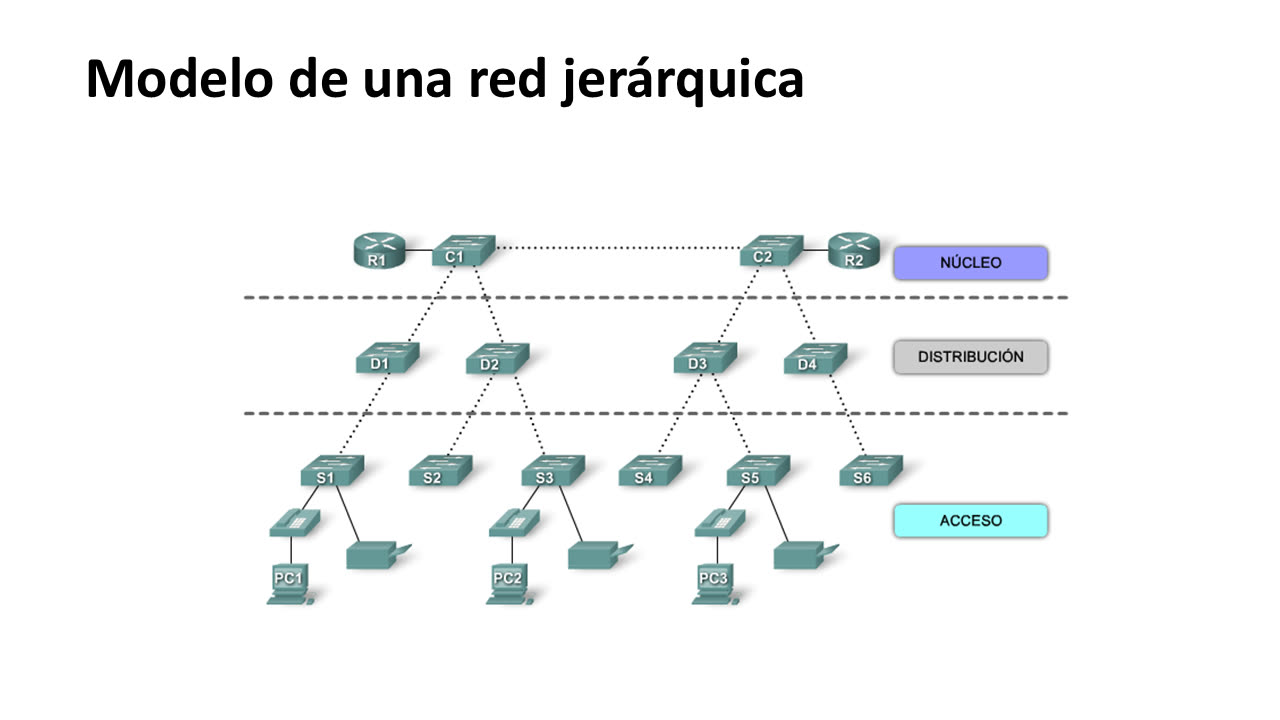 Modelo de una red jerárquica
R1 C1 C2 R2 NÚCLEO
D1 D2 D3 D4 DISTRIBUCIÓN
S1 S2 S3 S4 S5 S6
ACCESO
PC1 PC2 PC3